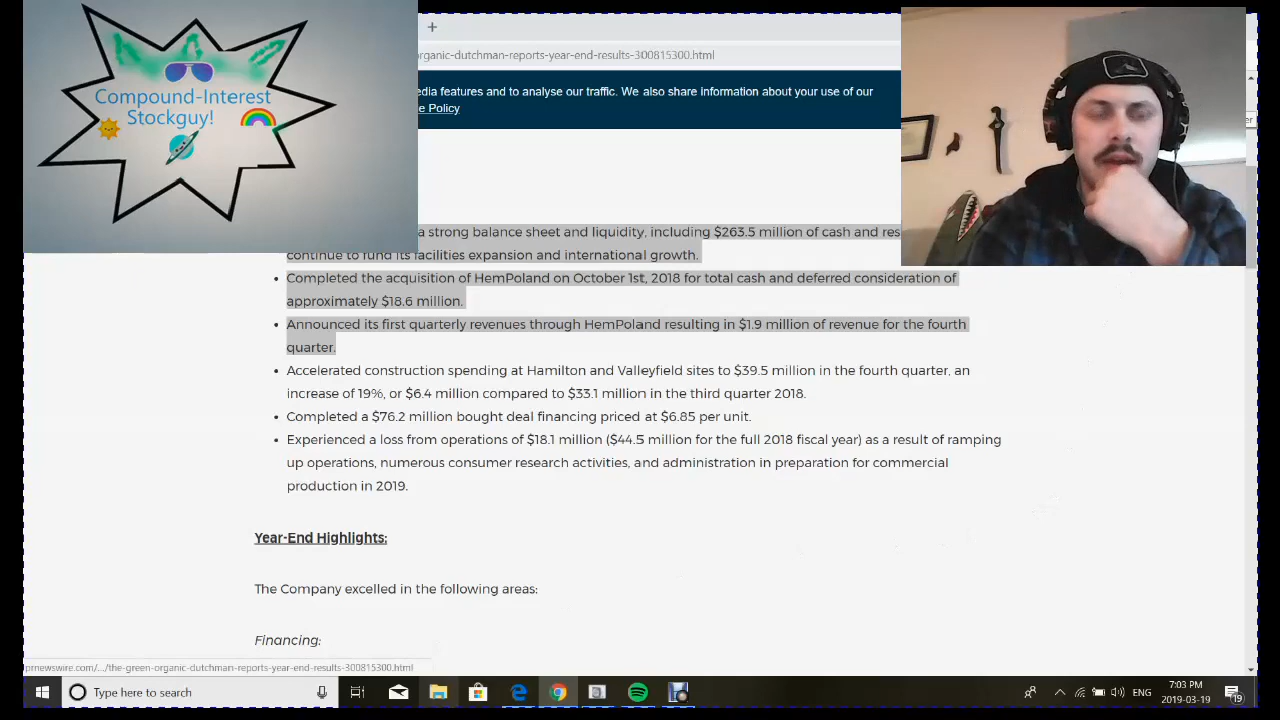 Compound-Interest
Stockguy!
organic-dutchman-reports-year-end-results-300815300.html
edia features and to analyse our traffic. We also share information about your use of our
e Policy
a strong balance sheet and liquidity, including $263.5 million of cash and res
continue to fund its facilities expansion and international growth.
Completed the acquisition of HemPoland on October 1st, 2018 for total cash and deferred consideration of
approximately $18.6 million.
Announced its first quarterly revenues through HemPoland resulting in $1.9 million of revenue for the fourth
quarter.
Accelerated construction spending at Hamilton and Valleyfield sites to $39.5 million in the fourth quarter, an
increase of 19%, or $6.4 million compared to $33.1 million in the third quarter 2018.
Completed a $76.2 million bought deal financing priced at $6.85 per unit.
Experienced a loss from operations of $18.1 million ($44.5 million for the full 2018 fiscal year) as a result of ramping
up operations, numerous consumer research activities, and administration in preparation for commercial
production in 2019.
Year-End Highlights:
The Company excelled in the following areas:
Financing:
prnewswire.com/.../the-green-organic-dutchman-reports-year-end-results-300815300.html
Type here to search
ENG
7:03 PM
2019-03-19
19